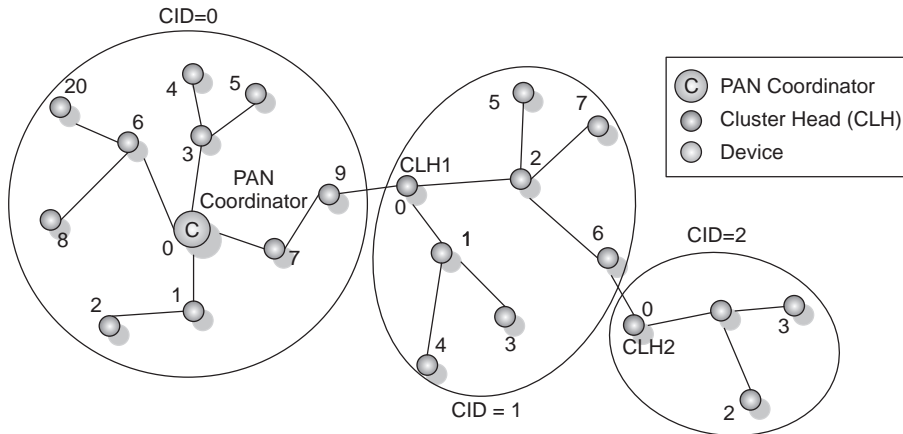 CID=0
20
4
5
6
3
PAN
Coordinator
9
C
0
8
7
2
1
CLH1
0
5
7
2
1
6
4
3
CID = 1
CID=2
0
CLH2
3
2
C PAN Coordinator
Cluster Head (CLH)
Device